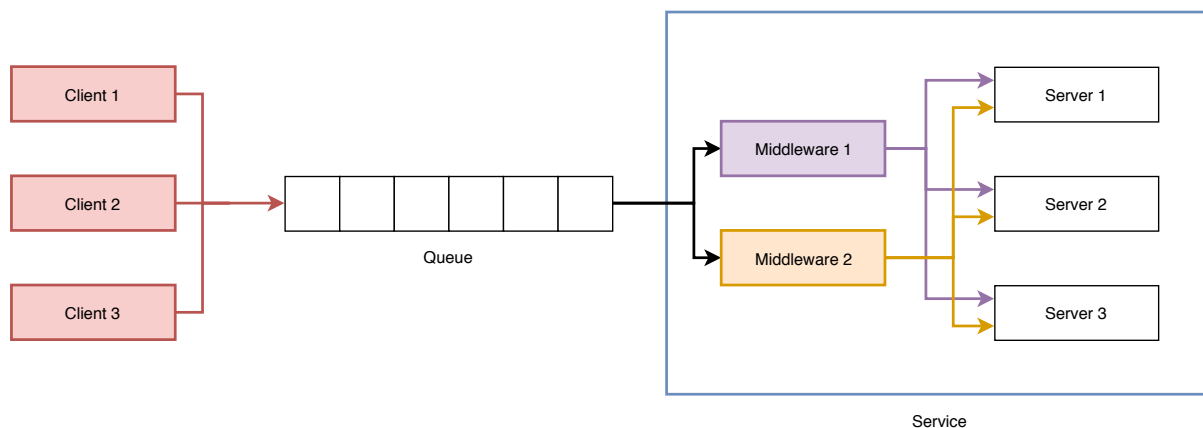 Client 1
Client 2
Client 3
Queue
Middleware 1
Middleware 2
Server 1
Server 2
Server 3
Service